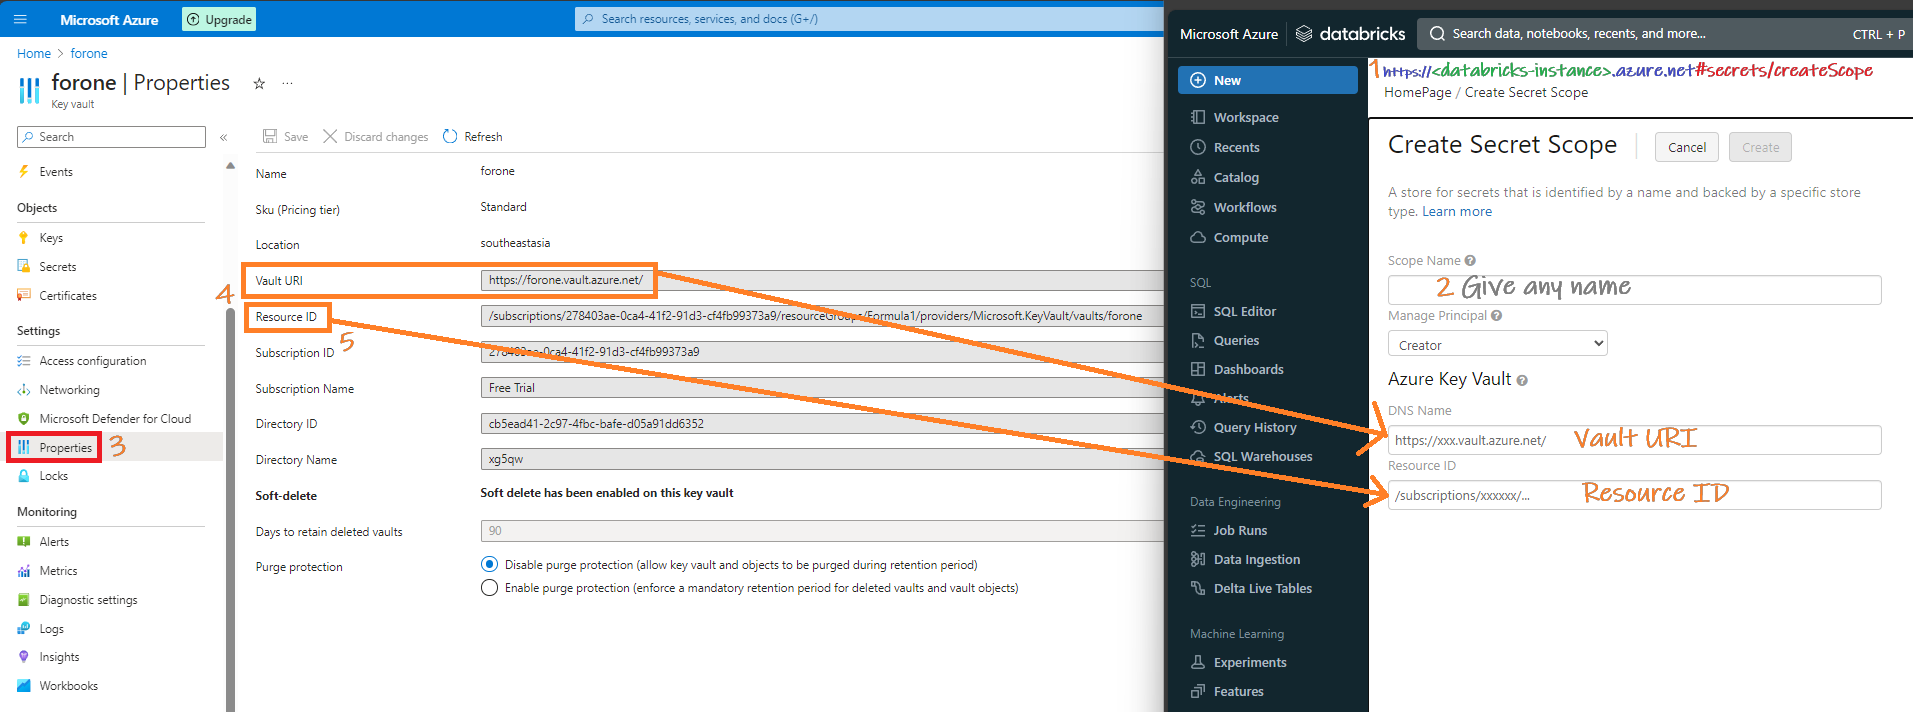 Microsoft Azure
Upgrade
Search resources, services, and docs (G+/)
Home > forone
forone | Properties
Key vault
Search
«
Save
Discard changes
Refresh
Events
Objects
Keys
Secrets
Certificates
Settings
Access configuration
Networking
Microsoft Defender for Cloud
Properties
3
Locks
Monitoring
Alerts
Metrics
Diagnostic settings
Logs
Insights
Workbooks
Name
forone
Sku (Pricing tier)
Standard
Location
southeastasia
Vault URI
https://forone.vault.azure.net/
4
Resource ID
/subscriptions/278403ae-0ca4-41f2-91d3-cf4fb99373a9/resourceGroups/Formula1/providers/Microsoft.KeyVault/vaults/forone
5
Subscription ID
278403ae-0ca4-41f2-91d3-cf4fb99373a9
Subscription Name
Free Trial
Directory ID
cb5ead41-2c97-4fbc-bafe-d05a91dd6352
Directory Name
xg5qw
Soft-delete
Soft delete has been enabled on this key vault
Days to retain deleted vaults
90
Purge protection
Disable purge protection (allow key vault and objects to be purged during retention period)
Enable purge protection (enforce a mandatory retention period for deleted vaults and vault objects)
Microsoft Azure
databricks
Search data, notebooks, recents, and more...
CTRL + P
New
Workspace
Recents
Catalog
Workflows
Compute
SQL
SQL Editor
Queries
Dashboards
Alerts
Query History
SQL Warehouses
Data Engineering
Job Runs
Data Ingestion
Delta Live Tables
Machine Learning
Experiments
Features
1 https://<databricks-instance>.azure.net#secrets/createScope
HomePage / Create Secret Scope
Create Secret Scope
Cancel
Create
A store for secrets that is identified by a name and backed by a specific store
type. Learn more
Scope Name
2 Give any name
Manage Principal
Creator
Azure Key Vault
DNS Name
https://xxx.vault.azure.net/
Vault URI
Resource ID
/subscriptions/xxxxxx/...
Resource ID